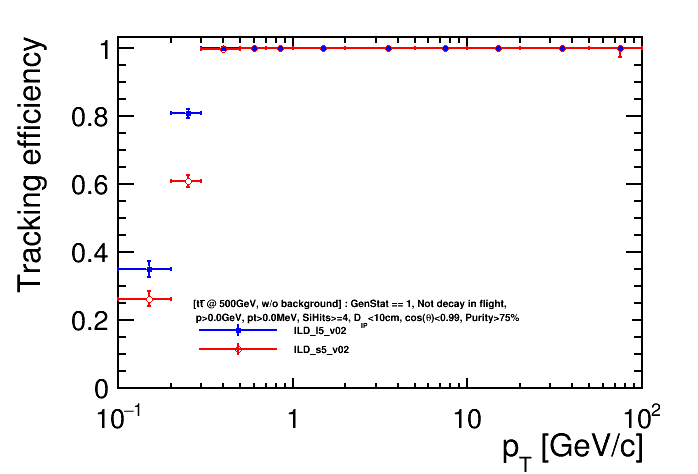 Tracking efficiency
1
0.8
0.6
0.4
0.2
0
[tt̄ @ 500GeV, w/o background] : GenStat == 1, Not decay in flight,
p>0.0GeV, pt>0.0MeV, SiHits>=4, D_IP<10cm, cos(θ)<0.99, Purity>75%
ILD_l5_v02
ILD_s5_v02
10⁻¹ 1 10 10²
p_T [GeV/c]